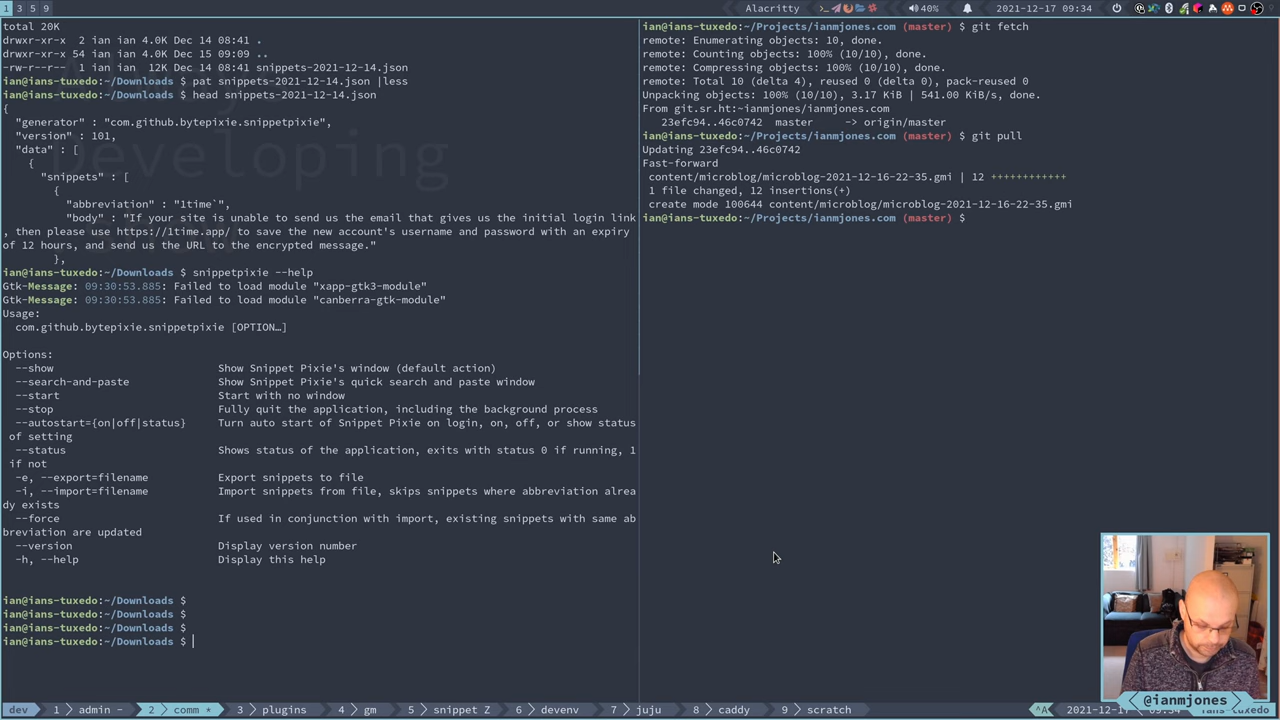 1 3 5 9
Alacritty
40%
2021-12-17 09:34
total 20K
drwxr-xr-x  2 ian ian 4.0K Dec 14 08:41 .
drwxr-xr-x 54 ian ian 4.0K Dec 15 09:09 ..
-rw-r--r--  1 ian ian  12K Dec 14 08:41 snippets-2021-12-14.json
ian@ians-tuxedo:~/Downloads $ pat snippets-2021-12-14.json |less
ian@ians-tuxedo:~/Downloads $ head snippets-2021-12-14.json
{
  "generator" : "com.github.bytepixie.snippetpixie",
  "version" : 101,
  "data" : [
    {
      "snippets" : [
        {
          "abbreviation" : "1time`",
          "body" : "If your site is unable to send us the email that gives us the initial login link
, then please use https://1time.app/ to save the new account's username and password with an expiry
of 12 hours, and send us the URL to the encrypted message."
        },
ian@ians-tuxedo:~/Downloads $ snippetpixie --help
Gtk-Message: 09:30:53.885: Failed to load module "xapp-gtk3-module"
Gtk-Message: 09:30:53.885: Failed to load module "canberra-gtk-module"
Usage:
  com.github.bytepixie.snippetpixie [OPTION…]
Options:
  --show                        Show Snippet Pixie's window (default action)
  --search-and-paste            Show Snippet Pixie's quick search and paste window
  --start                       Start with no window
  --stop                        Fully quit the application, including the background process
  --autostart={on|off|status}   Turn auto start of Snippet Pixie on login, on, off, or show status
 of setting
  --status                      Shows status of the application, exits with status 0 if running, 1
 if not
  -e, --export=filename         Export snippets to file
  -i, --import=filename         Import snippets from file, skips snippets where abbreviation alrea
dy exists
  --force                       If used in conjunction with import, existing snippets with same ab
breviation are updated
  --version                     Display version number
  -h, --help                    Display this help
ian@ians-tuxedo:~/Downloads $
ian@ians-tuxedo:~/Downloads $
ian@ians-tuxedo:~/Downloads $
ian@ians-tuxedo:~/Downloads $
Developing
ian@ians-tuxedo:~/Projects/ianmjones.com (master) $ git fetch
remote: Enumerating objects: 10, done.
remote: Counting objects: 100% (10/10), done.
remote: Compressing objects: 100% (10/10), done.
remote: Total 10 (delta 4), reused 0 (delta 0), pack-reused 0
Unpacking objects: 100% (10/10), 3.17 KiB | 541.00 KiB/s, done.
From git.sr.ht:~ianmjones/ianmjones.com
   23efc94..46c0742  master     -> origin/master
ian@ians-tuxedo:~/Projects/ianmjones.com (master) $ git pull
Updating 23efc94..46c0742
Fast-forward
 content/microblog/microblog-2021-12-16-22-35.gmi | 12 ++++++++++++
 1 file changed, 12 insertions(+)
 create mode 100644 content/microblog/microblog-2021-12-16-22-35.gmi
ian@ians-tuxedo:~/Projects/ianmjones.com (master) $
@ianmjones
dev 1 admin - 2 comm * 3 plugins 4 gm 5 snippet Z 6 devenv 7 juju 8 caddy 9 scratch
^A 2021-12-17